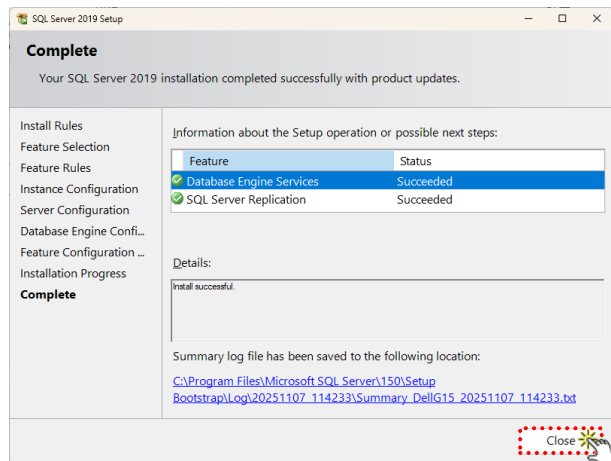 SQL Server 2019 Setup
Complete
Your SQL Server 2019 installation completed successfully with product updates.
Install Rules
Feature Selection
Feature Rules
Instance Configuration
Server Configuration
Database Engine Confi...
Feature Configuration ...
Installation Progress
Complete
Information about the Setup operation or possible next steps:
Feature Status
Database Engine Services Succeeded
SQL Server Replication Succeeded
Details:
Install successful.
Summary log file has been saved to the following location:
C:\Program Files\Microsoft SQL Server\150\Setup
Bootstrap\Log\20251107_114233\Summary_DellG15_20251107_114233.txt
Close